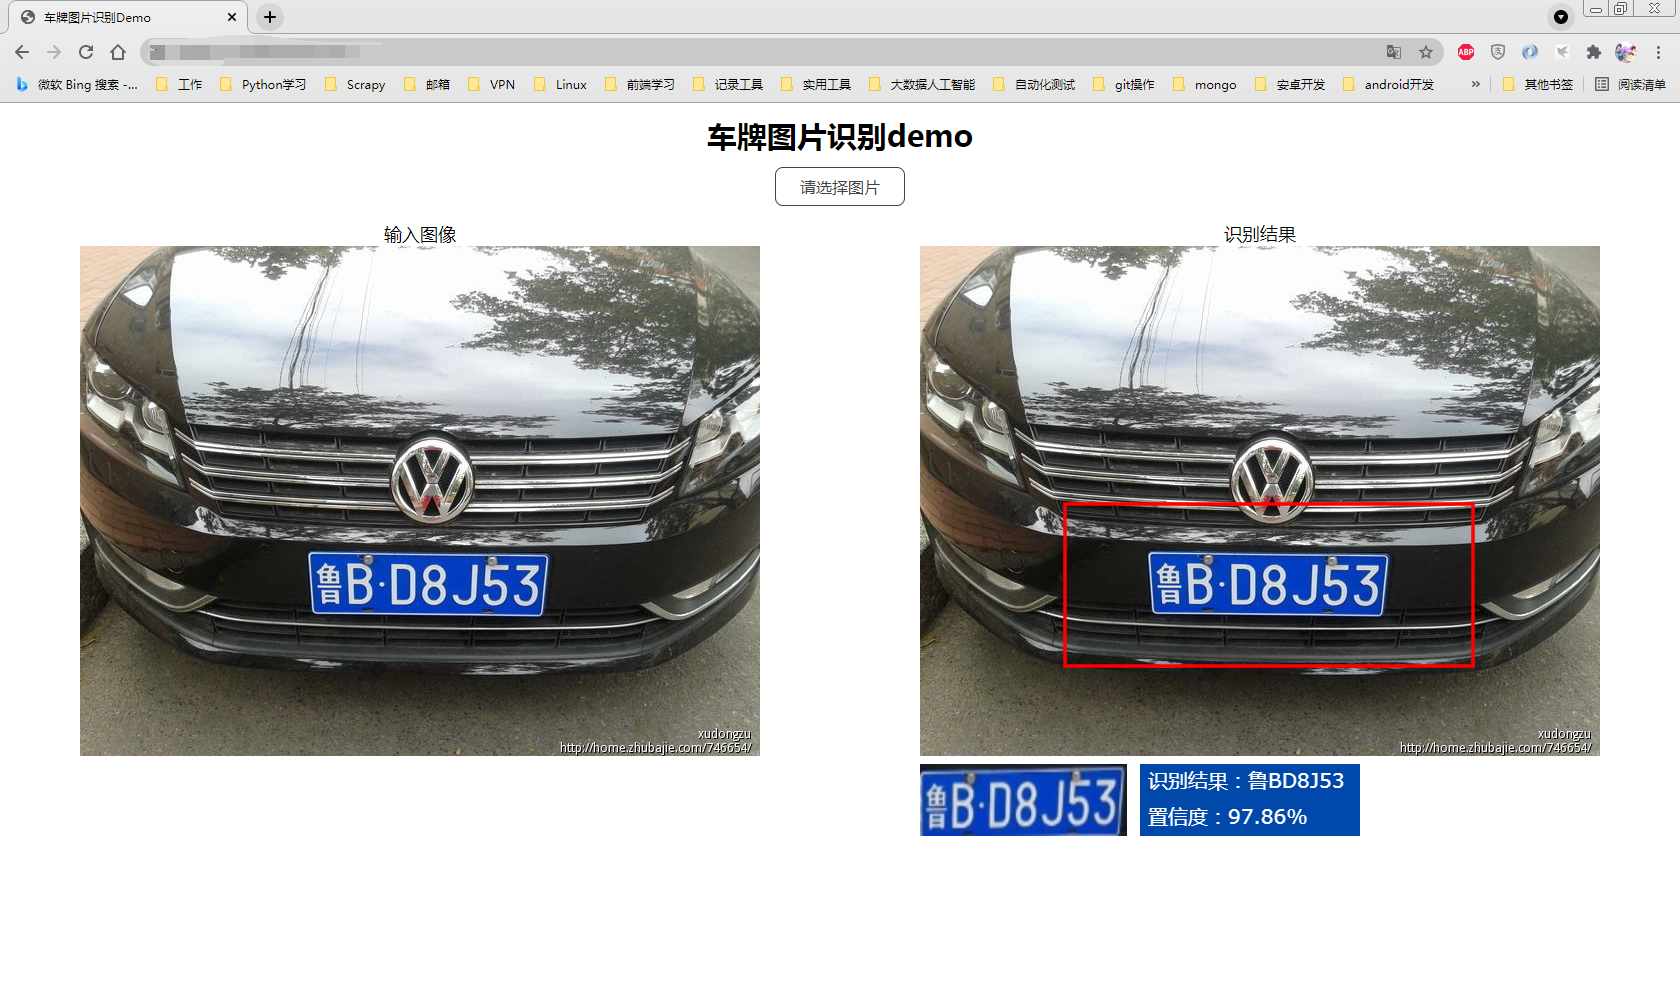 车牌图片识别Demo
微软 Bing 搜索 -...
工作
Python学习
Scrapy
邮箱
VPN
Linux
前端学习
记录工具
实用工具
大数据人工智能
自动化测试
git操作
mongo
安卓开发
android开发
»
其他书签
阅读清单
ABP
车牌图片识别demo
请选择图片
输入图像
鲁B·D8J53
xudongzu
http://home.zhubajie.com/746654/
识别结果
鲁B·D8J53
xudongzu
http://home.zhubajie.com/746654/
鲁B·D8J53
识别结果：鲁BD8J53
置信度：97.86%